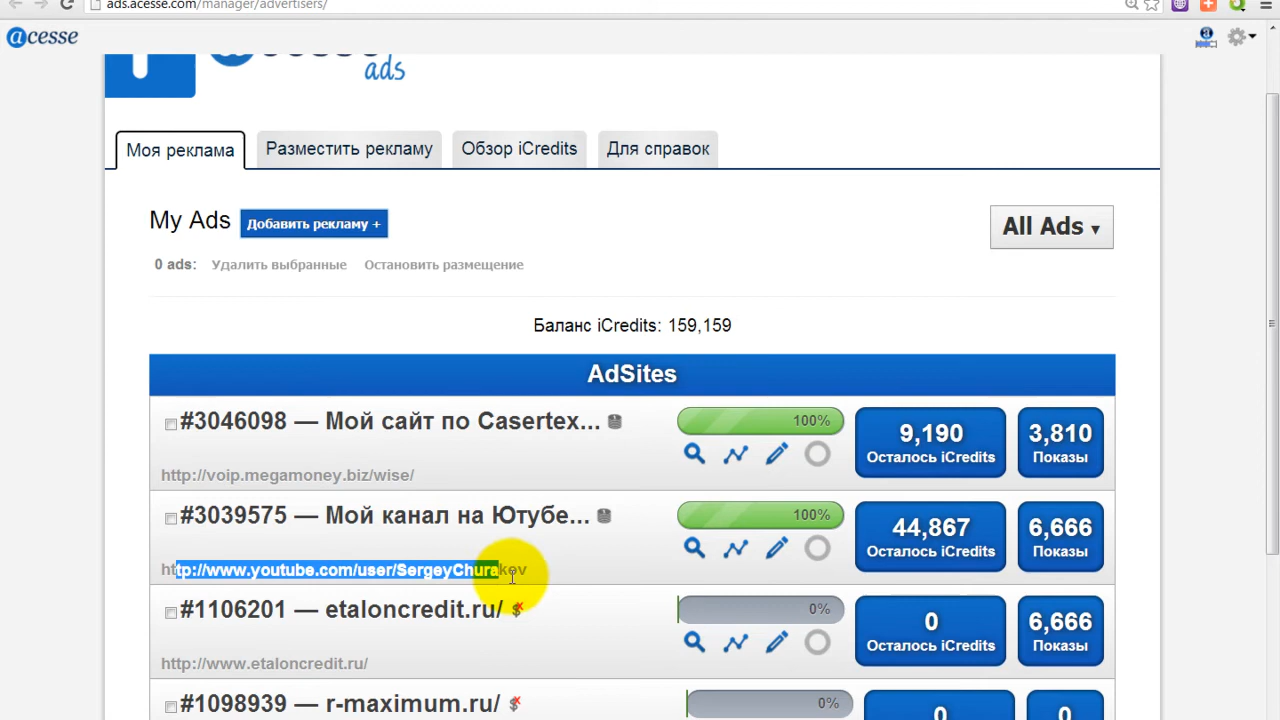 ads.acesse.com/manager/advertisers/
acesse
ads
Моя реклама Разместить рекламу Обзор iCredits Для справок
My Ads Добавить рекламу + All Ads ▾
0 ads: Удалить выбранные Остановить размещение
Баланс iCredits: 159,159
AdSites
#3046098 — Мой сайт по Casertex... 100% 9,190 3,810
Осталось iCredits Показы
http://voip.megamoney.biz/wise/
#3039575 — Мой канал на Ютубе... 100% 44,867 6,666
Осталось iCredits Показы
http://www.youtube.com/user/SergeyChurakov
#1106201 — etaloncredit.ru/ 0% 0 6,666
Осталось iCredits Показы
http://www.etaloncredit.ru/
#1098939 — r-maximum.ru/ 0% 0 0